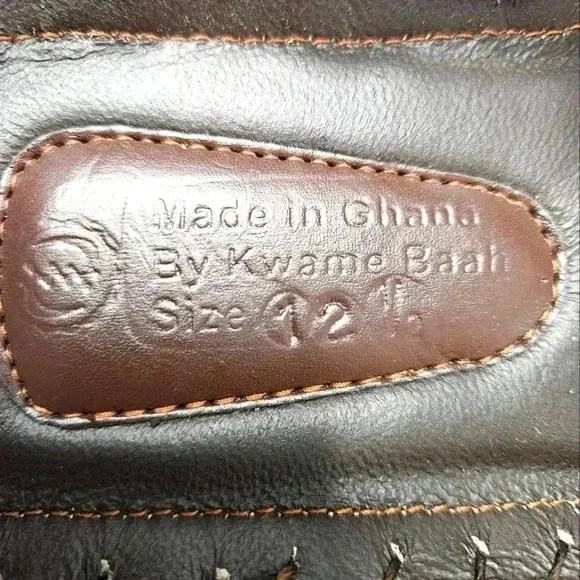 Made in Ghana
By Kwame Baah
Size 12 1/2